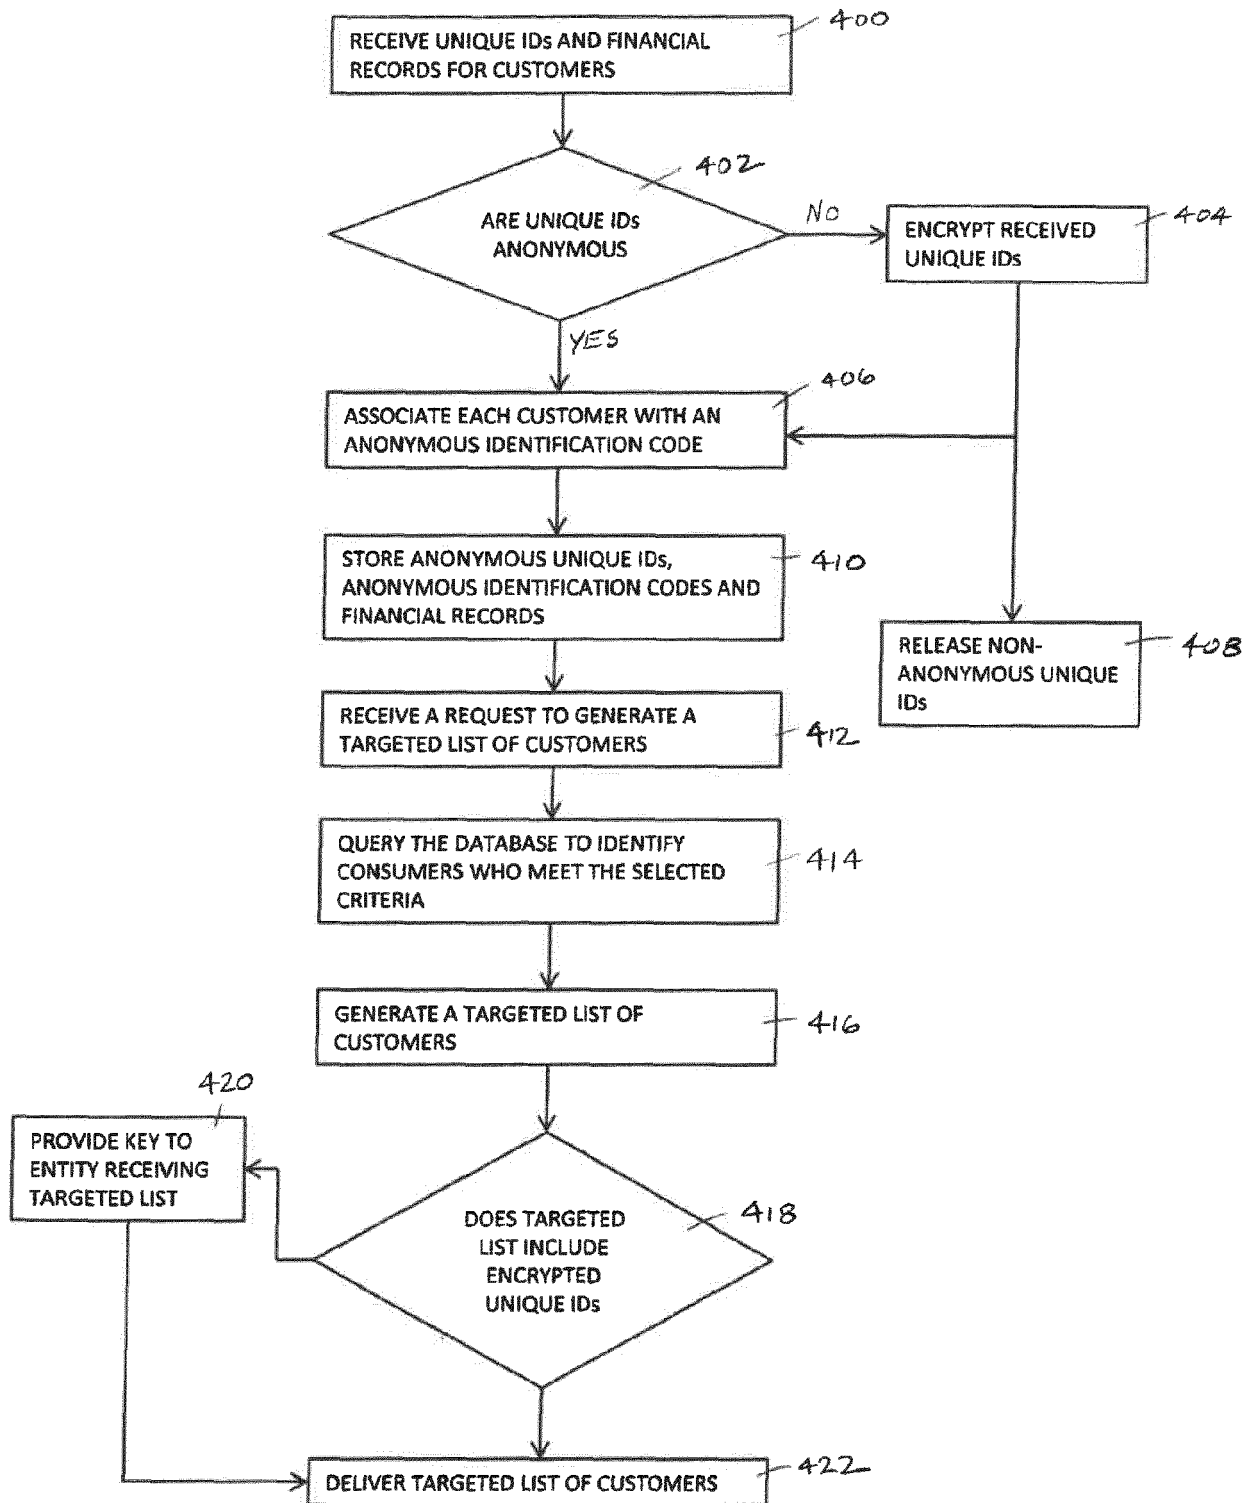 400
RECEIVE UNIQUE IDs AND FINANCIAL
RECORDS FOR CUSTOMERS
402
ARE UNIQUE IDs
ANONYMOUS
NO
404
ENCRYPT RECEIVED
UNIQUE IDs
YES
406
ASSOCIATE EACH CUSTOMER WITH AN
ANONYMOUS IDENTIFICATION CODE
STORE ANONYMOUS UNIQUE IDs,
ANONYMOUS IDENTIFICATION CODES AND
FINANCIAL RECORDS
410
RELEASE NON-
ANONYMOUS UNIQUE
IDs
408
RECEIVE A REQUEST TO GENERATE A
TARGETED LIST OF CUSTOMERS
412
QUERY THE DATABASE TO IDENTIFY
CONSUMERS WHO MEET THE SELECTED
CRITERIA
414
GENERATE A TARGETED LIST OF
CUSTOMERS
416
420
PROVIDE KEY TO
ENTITY RECEIVING
TARGETED LIST
DOES TARGETED
LIST INCLUDE
ENCRYPTED
UNIQUE IDs
418
DELIVER TARGETED LIST OF CUSTOMERS
422